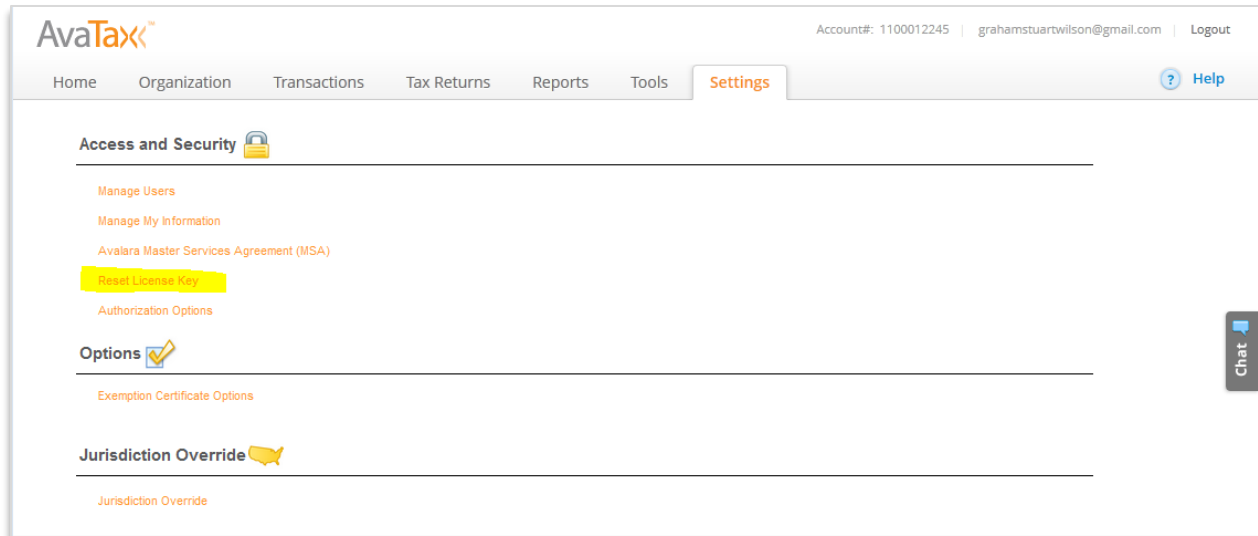 AvaTax
Account#: 1100012245 grahamstuartwilson@gmail.com Logout
Home Organization Transactions Tax Returns Reports Tools Settings ? Help
Access and Security
Manage Users
Manage My Information
Avalara Master Services Agreement (MSA)
Reset License Key
Authorization Options
Chat
Options
Exemption Certificate Options
Jurisdiction Override
Jurisdiction Override